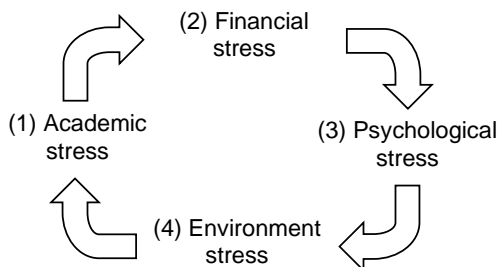 (2) Financial
stress
(1) Academic
stress
(3) Psychological
stress
(4) Environment
stress